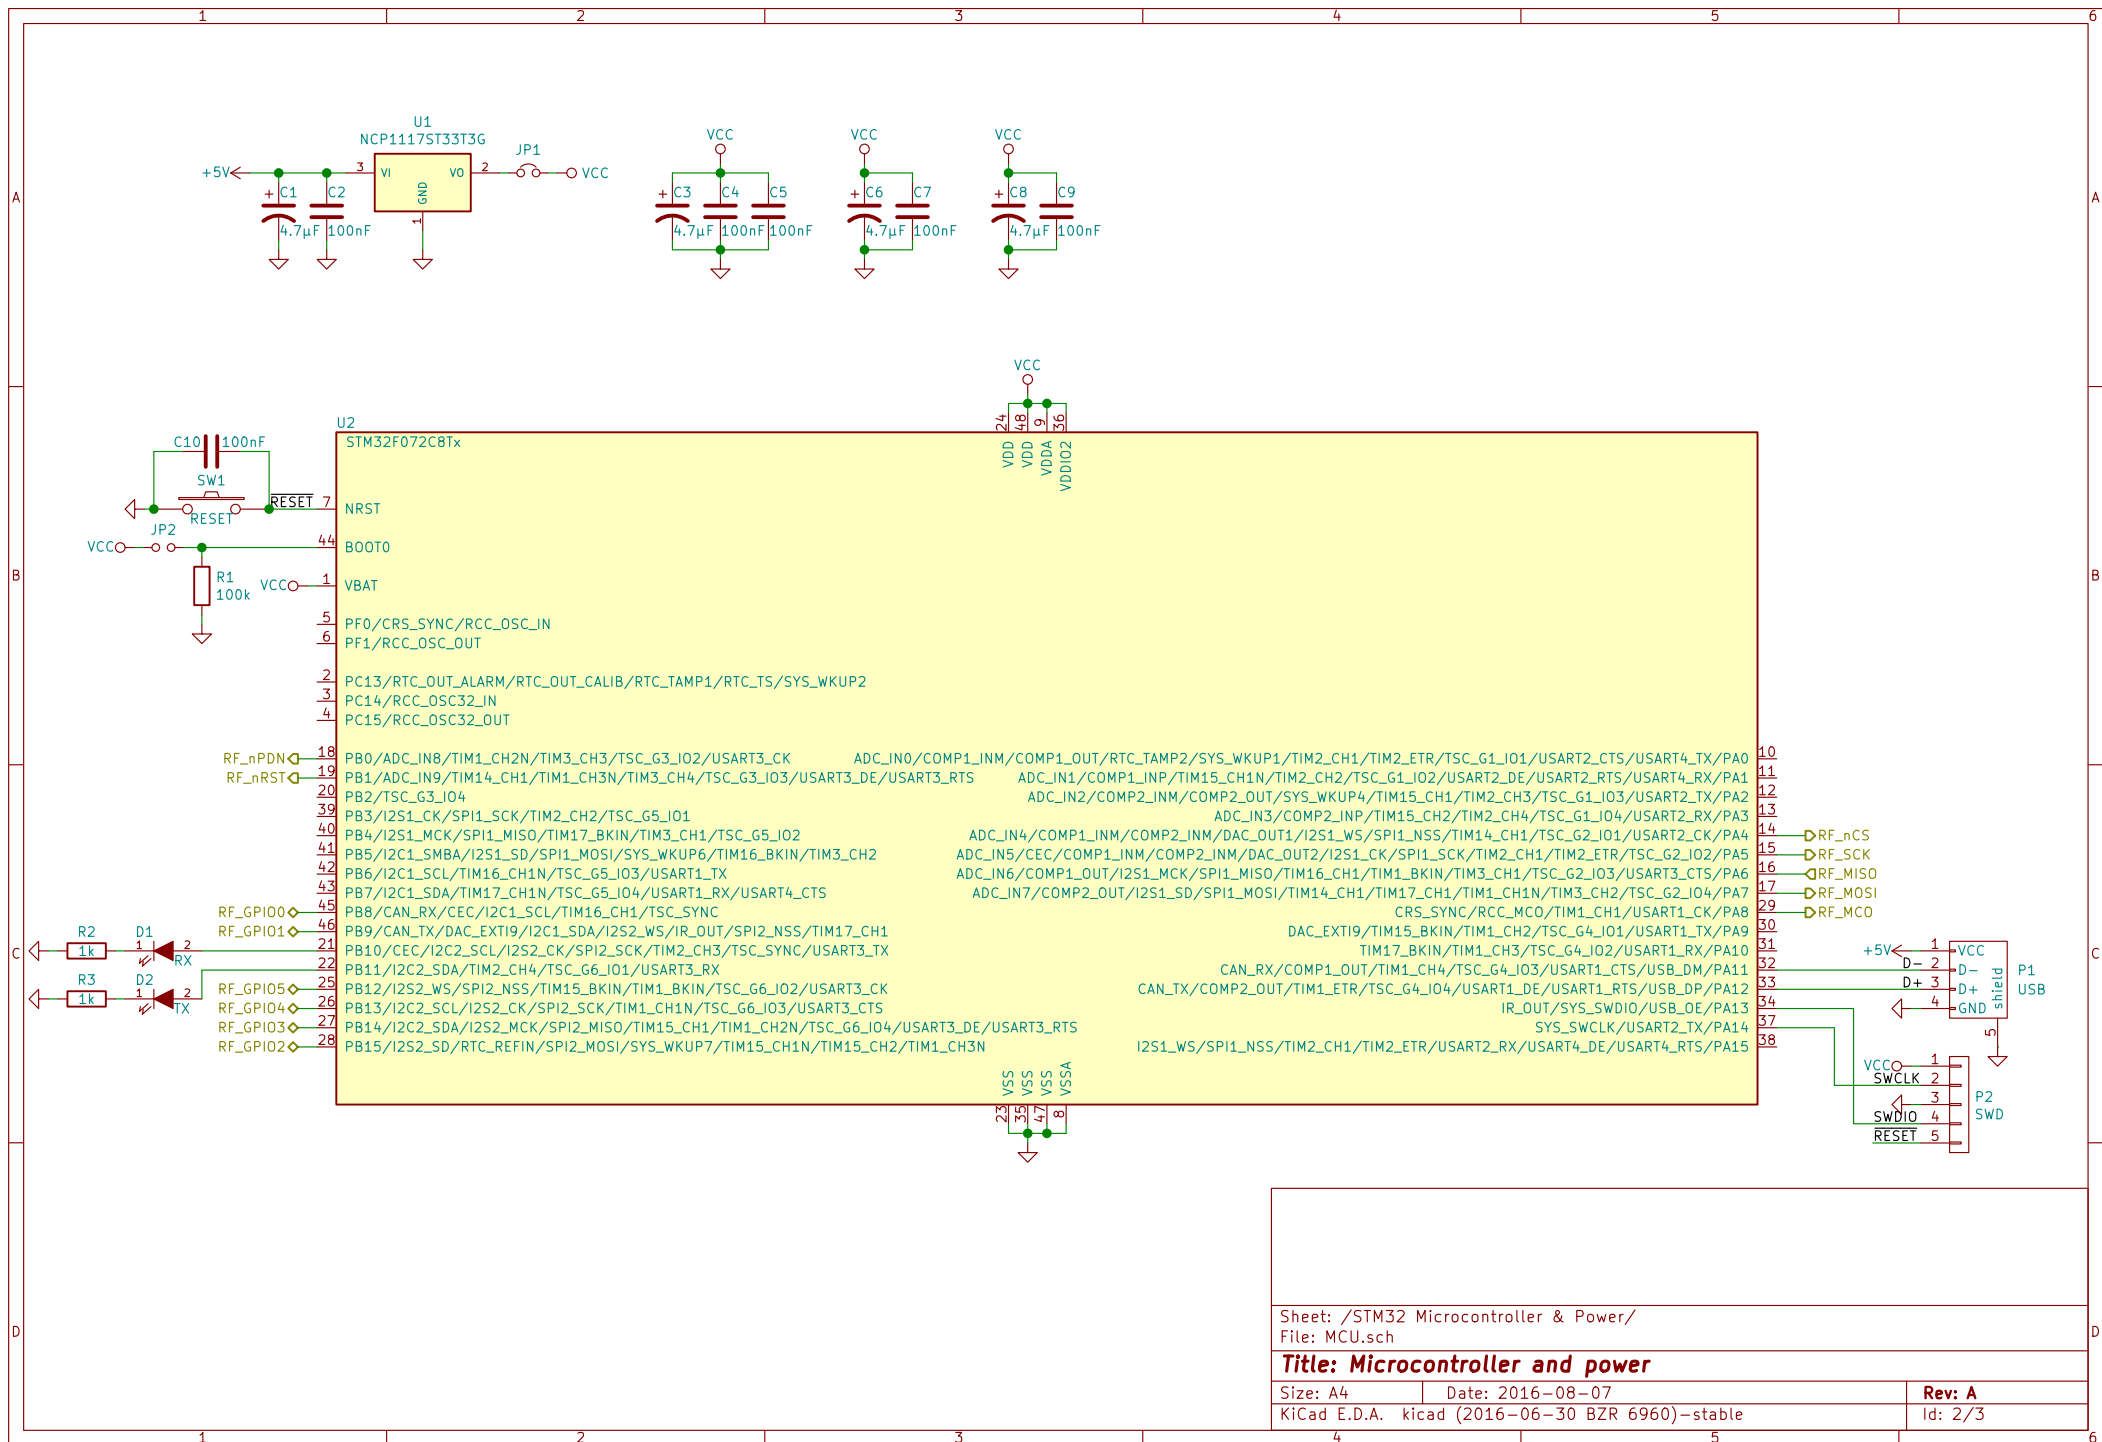 1 2 3 4 5 6
A A
B B
C C
D D
1 2 3 4 5 6
U1
NCP1117ST33T3G
+5V
3 VI VO 2
GND
1
JP1
VCC
+ C1
4.7µF
C2
100nF
VCC
+ C3
4.7µF
C4
100nF
C5
100nF
VCC
+ C6
4.7µF
C7
100nF
VCC
+ C8
4.7µF
C9
100nF
VCC
24 48 9 36
VDD VDD VDDA VDDIO2
U2
STM32F072C8Tx
C10 100nF
SW1
RESET
RESET
7 NRST
JP2
VCC
44 BOOT0
R1
100k
VCC
1 VBAT
5 PF0/CRS_SYNC/RCC_OSC_IN
6 PF1/RCC_OSC_OUT
2 PC13/RTC_OUT_ALARM/RTC_OUT_CALIB/RTC_TAMP1/RTC_TS/SYS_WKUP2
3 PC14/RCC_OSC32_IN
4 PC15/RCC_OSC32_OUT
RF_nPDN 18 PB0/ADC_IN8/TIM1_CH2N/TIM3_CH3/TSC_G3_IO2/USART3_CK
RF_nRST 19 PB1/ADC_IN9/TIM14_CH1/TIM1_CH3N/TIM3_CH4/TSC_G3_IO3/USART3_DE/USART3_RTS
20 PB2/TSC_G3_IO4
39 PB3/I2S1_CK/SPI1_SCK/TIM2_CH2/TSC_G5_IO1
40 PB4/I2S1_MCK/SPI1_MISO/TIM17_BKIN/TIM3_CH1/TSC_G5_IO2
41 PB5/I2C1_SMBA/I2S1_SD/SPI1_MOSI/SYS_WKUP6/TIM16_BKIN/TIM3_CH2
42 PB6/I2C1_SCL/TIM16_CH1N/TSC_G5_IO3/USART1_TX
43 PB7/I2C1_SDA/TIM17_CH1N/TSC_G5_IO4/USART1_RX/USART4_CTS
RF_GPIO0 45 PB8/CAN_RX/CEC/I2C1_SCL/TIM16_CH1/TSC_SYNC
RF_GPIO1 46 PB9/CAN_TX/DAC_EXTI9/I2C1_SDA/I2S2_WS/IR_OUT/SPI2_NSS/TIM17_CH1
R2 1k D1 1 2 RX 21 PB10/CEC/I2C2_SCL/I2S2_CK/SPI2_SCK/TIM2_CH3/TSC_SYNC/USART3_TX
22 PB11/I2C2_SDA/TIM2_CH4/TSC_G6_IO1/USART3_RX
R3 1k D2 1 2 TX
RF_GPIO5 25 PB12/I2S2_WS/SPI2_NSS/TIM15_BKIN/TIM1_BKIN/TSC_G6_IO2/USART3_CK
RF_GPIO4 26 PB13/I2C2_SCL/I2S2_CK/SPI2_SCK/TIM1_CH1N/TSC_G6_IO3/USART3_CTS
RF_GPIO3 27 PB14/I2C2_SDA/I2S2_MCK/SPI2_MISO/TIM15_CH1/TIM1_CH2N/TSC_G6_IO4/USART3_DE/USART3_RTS
RF_GPIO2 28 PB15/I2S2_SD/RTC_REFIN/SPI2_MOSI/SYS_WKUP7/TIM15_CH1N/TIM15_CH2/TIM1_CH3N
ADC_IN0/COMP1_INM/COMP1_OUT/RTC_TAMP2/SYS_WKUP1/TIM2_CH1/TIM2_ETR/TSC_G1_IO1/USART2_CTS/USART4_TX/PA0 10
ADC_IN1/COMP1_INP/TIM15_CH1N/TIM2_CH2/TSC_G1_IO2/USART2_DE/USART2_RTS/USART4_RX/PA1 11
ADC_IN2/COMP2_INM/COMP2_OUT/SYS_WKUP4/TIM15_CH1/TIM2_CH3/TSC_G1_IO3/USART2_TX/PA2 12
ADC_IN3/COMP2_INP/TIM15_CH2/TIM2_CH4/TSC_G1_IO4/USART2_RX/PA3 13
ADC_IN4/COMP1_INM/COMP2_INM/DAC_OUT1/I2S1_WS/SPI1_NSS/TIM14_CH1/TSC_G2_IO1/USART2_CK/PA4 14 RF_nCS
ADC_IN5/CEC/COMP1_INM/COMP2_INM/DAC_OUT2/I2S1_CK/SPI1_SCK/TIM2_CH1/TIM2_ETR/TSC_G2_IO2/PA5 15 RF_SCK
ADC_IN6/COMP1_OUT/I2S1_MCK/SPI1_MISO/TIM16_CH1/TIM1_BKIN/TIM3_CH1/TSC_G2_IO3/USART3_CTS/PA6 16 RF_MISO
ADC_IN7/COMP2_OUT/I2S1_SD/SPI1_MOSI/TIM14_CH1/TIM17_CH1/TIM1_CH1N/TIM3_CH2/TSC_G2_IO4/PA7 17 RF_MOSI
CRS_SYNC/RCC_MCO/TIM1_CH1/USART1_CK/PA8 29 RF_MCO
DAC_EXTI9/TIM15_BKIN/TIM1_CH2/TSC_G4_IO1/USART1_TX/PA9 30
TIM17_BKIN/TIM1_CH3/TSC_G4_IO2/USART1_RX/PA10 31
CAN_RX/COMP1_OUT/TIM1_CH4/TSC_G4_IO3/USART1_CTS/USB_DM/PA11 32
CAN_TX/COMP2_OUT/TIM1_ETR/TSC_G4_IO4/USART1_DE/USART1_RTS/USB_DP/PA12 33
IR_OUT/SYS_SWDIO/USB_OE/PA13 34
SYS_SWCLK/USART2_TX/PA14 37
I2S1_WS/SPI1_NSS/TIM2_CH1/TIM2_ETR/USART2_RX/USART4_DE/USART4_RTS/PA15 38
VSS VSS VSS VSSA
23 35 47 8
+5V 1 VCC
D- 2 D-
D+ 3 D+
4 GND
shield
5
P1
USB
VCC 1
SWCLK 2
3
SWDIO 4
RESET 5
P2
SWD
Sheet: /STM32 Microcontroller & Power/
File: MCU.sch
Title: Microcontroller and power
Size: A4 Date: 2016-08-07 Rev: A
KiCad E.D.A. kicad (2016-06-30 BZR 6960)-stable Id: 2/3